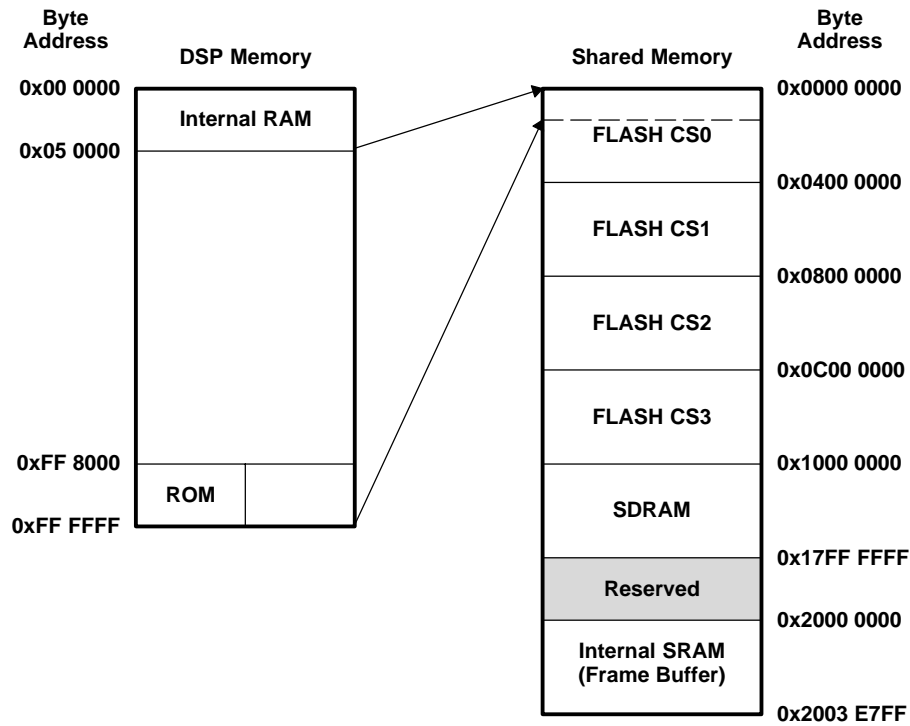 Byte
Address
DSP Memory
0x00 0000
Internal RAM
0x05 0000
0xFF 8000
ROM
0xFF FFFF
Byte
Address
Shared Memory
0x0000 0000
FLASH CS0
0x0400 0000
FLASH CS1
0x0800 0000
FLASH CS2
0x0C00 0000
FLASH CS3
0x1000 0000
SDRAM
0x17FF FFFF
Reserved
0x2000 0000
Internal SRAM
(Frame Buffer)
0x2003 E7FF